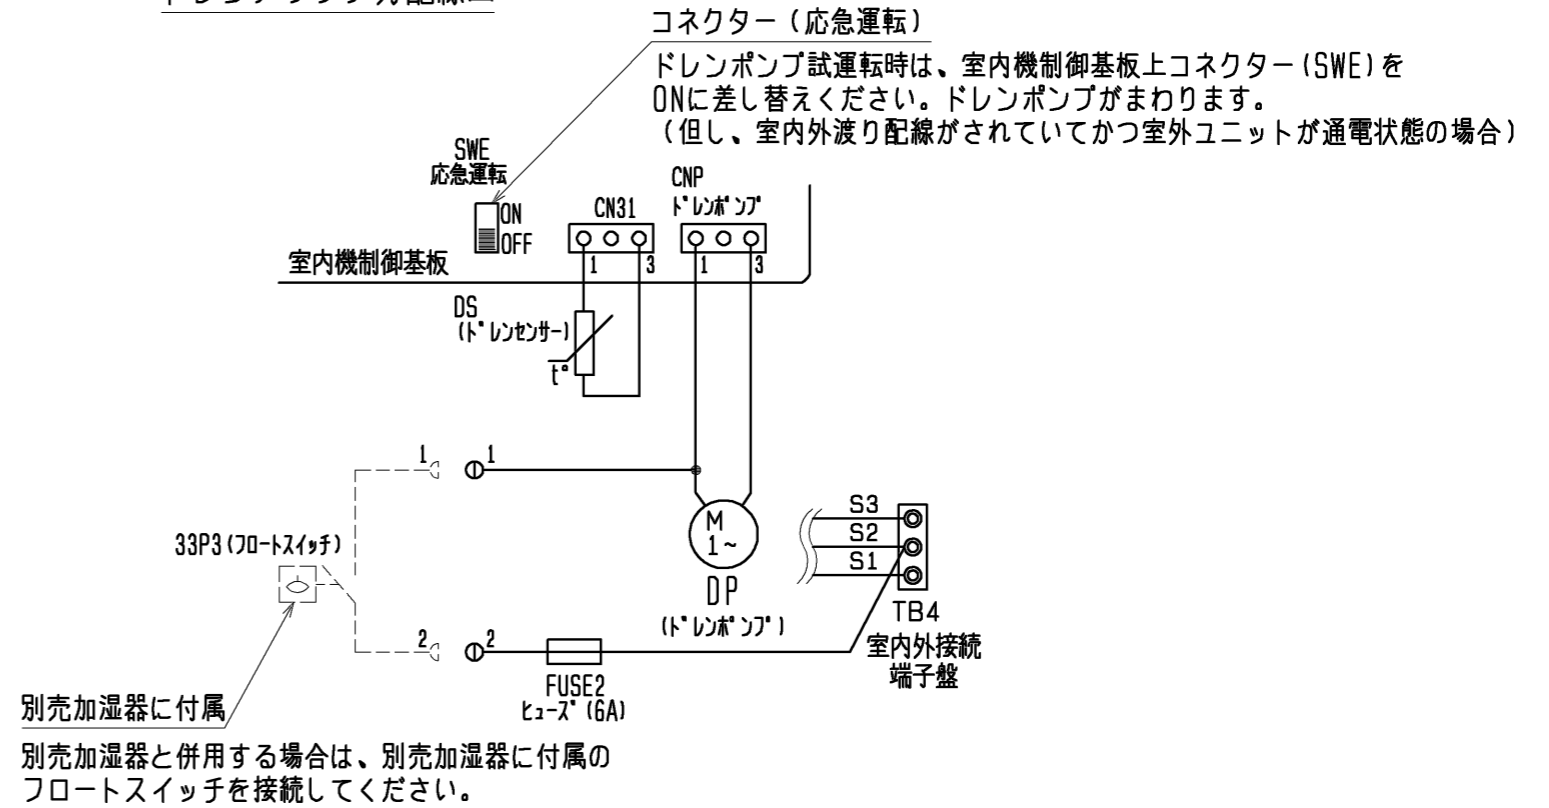 コネクター(応急運転)
ドレンポンプ試運転時は、室内機制御基板上コネクター(SWE)を
ONに差し替えください。ドレンポンプがまわります。
(但し、室内外渡り配線がされていてかつ室外ユニットが通電状態の場合)
SWE
応急運転
ON
OFF
CN31
1 3
CNP
ドレンポンプ
1 3
室内機制御基板
DS
(ドレンセンサー)
t°
1 1
33P3(フロートスイッチ)
M
1~
DP
(ドレンポンプ)
S3
S2
S1
TB4
室内外接続
端子盤
2 2
FUSE2
ヒューズ(6A)
別売加湿器に付属
別売加湿器と併用する場合は、別売加湿器に付属の
フロートスイッチを接続してください。